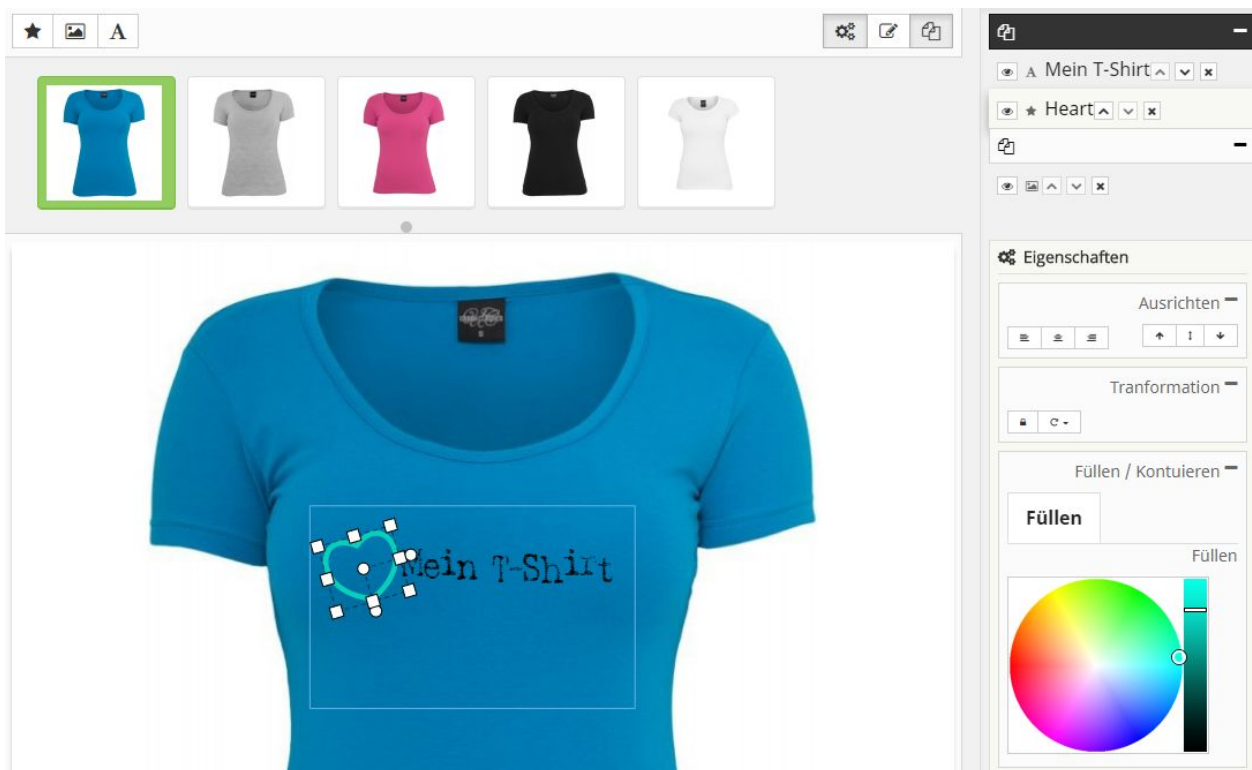 A
A Mein T-Shirt
Heart
Eigenschaften
Ausrichten
Tranformation
Füllen / Kontuieren
Füllen
Füllen
Mein T-Shirt